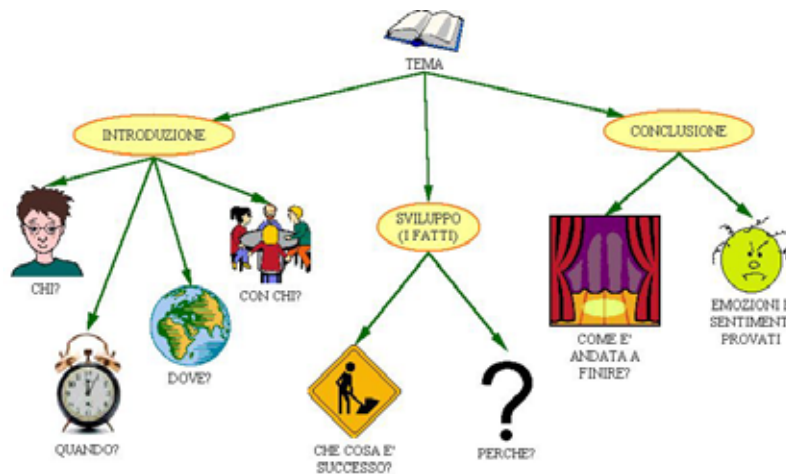 TEMA
INTRODUZIONE
CONCLUSIONE
SVILUPPO
(I FATTI)
CHI?
CON CHI?
DOVE?
QUANDO?
CHE COSA E'
SUCCESSO?
PERCHE?
COME E'
ANDATA A
FINIRE?
EMOZIONI
SENTIMENT
PROVATI